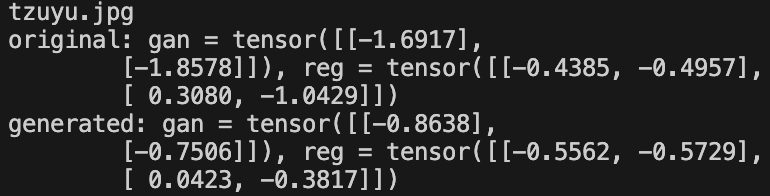 tzuyu.jpg
original: gan = tensor([[-1.6917],
        [-1.8578]]), reg = tensor([[-0.4385, -0.4957],
        [ 0.3080, -1.0429]])
generated: gan = tensor([[-0.8638],
        [-0.7506]]), reg = tensor([[-0.5562, -0.5729],
        [ 0.0423, -0.3817]])